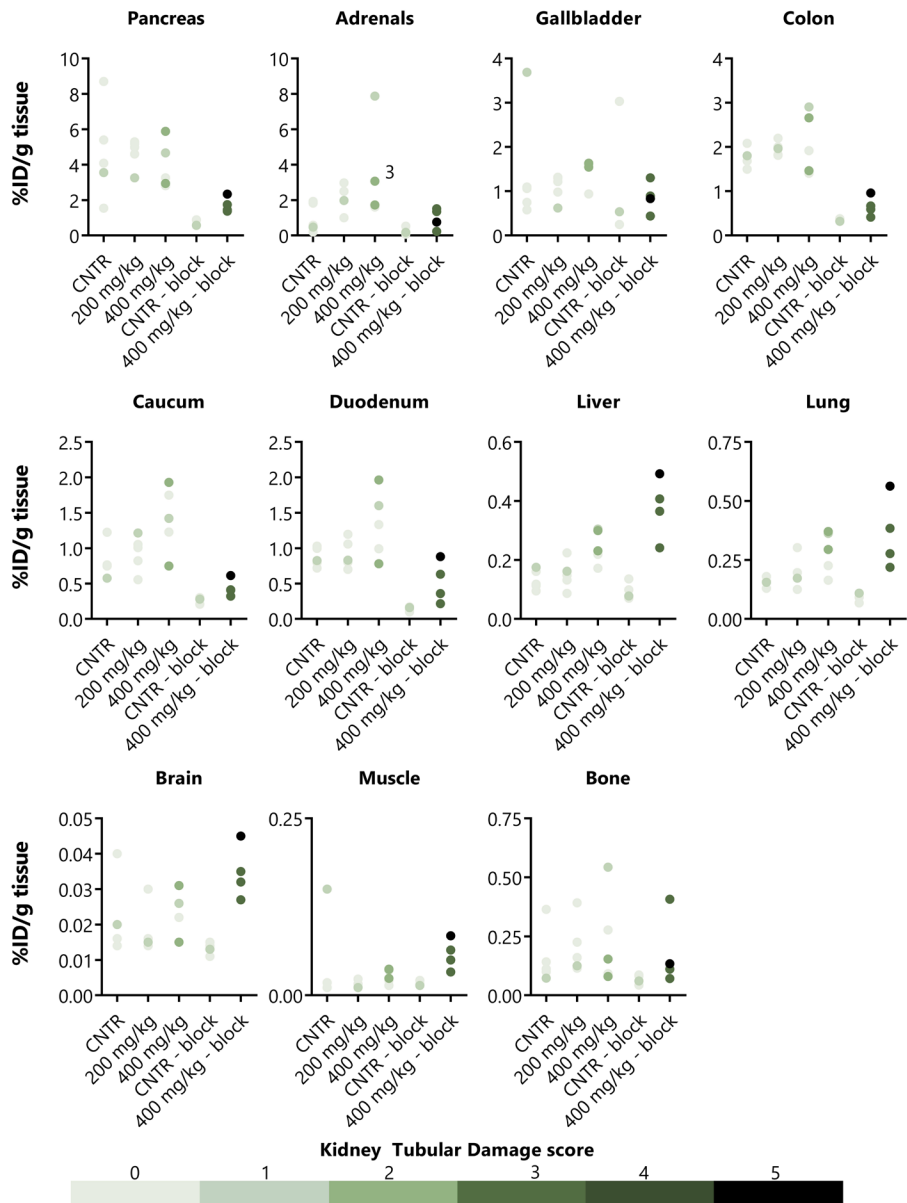 Pancreas Adrenals Gallbladder Colon
%ID/g tissue
10 10 4 4
8 8
3 3
6 6
3
2 2
4 4
2 2 1 1
0 0 0 0
CNTR 200 mg/kg 400 mg/kg CNTR - block 400 mg/kg - block
CNTR 200 mg/kg 400 mg/kg CNTR - block 400 mg/kg - block
CNTR 200 mg/kg 400 mg/kg CNTR - block 400 mg/kg - block
CNTR 200 mg/kg 400 mg/kg CNTR - block 400 mg/kg - block
Caucum Duodenum Liver Lung
%ID/g tissue
2.5 2.5 0.6 0.75
2.0 2.0
0.4 0.50
1.5 1.5
1.0 1.0
0.2 0.25
0.5 0.5
0.0 0.0 0.0 0.00
CNTR 200 mg/kg 400 mg/kg CNTR - block 400 mg/kg - block
CNTR 200 mg/kg 400 mg/kg CNTR - block 400 mg/kg - block
CNTR 200 mg/kg 400 mg/kg CNTR - block 400 mg/kg - block
CNTR 200 mg/kg 400 mg/kg CNTR - block 400 mg/kg - block
Brain Muscle Bone
%ID/g tissue
0.05 0.25 0.75
0.04
0.50
0.03
0.02
0.25
0.01
0.00 0.00 0.00
CNTR 200 mg/kg 400 mg/kg CNTR - block 400 mg/kg - block
CNTR 200 mg/kg 400 mg/kg CNTR - block 400 mg/kg - block
CNTR 200 mg/kg 400 mg/kg CNTR - block 400 mg/kg - block
Kidney Tubular Damage score
0 1 2 3 4 5